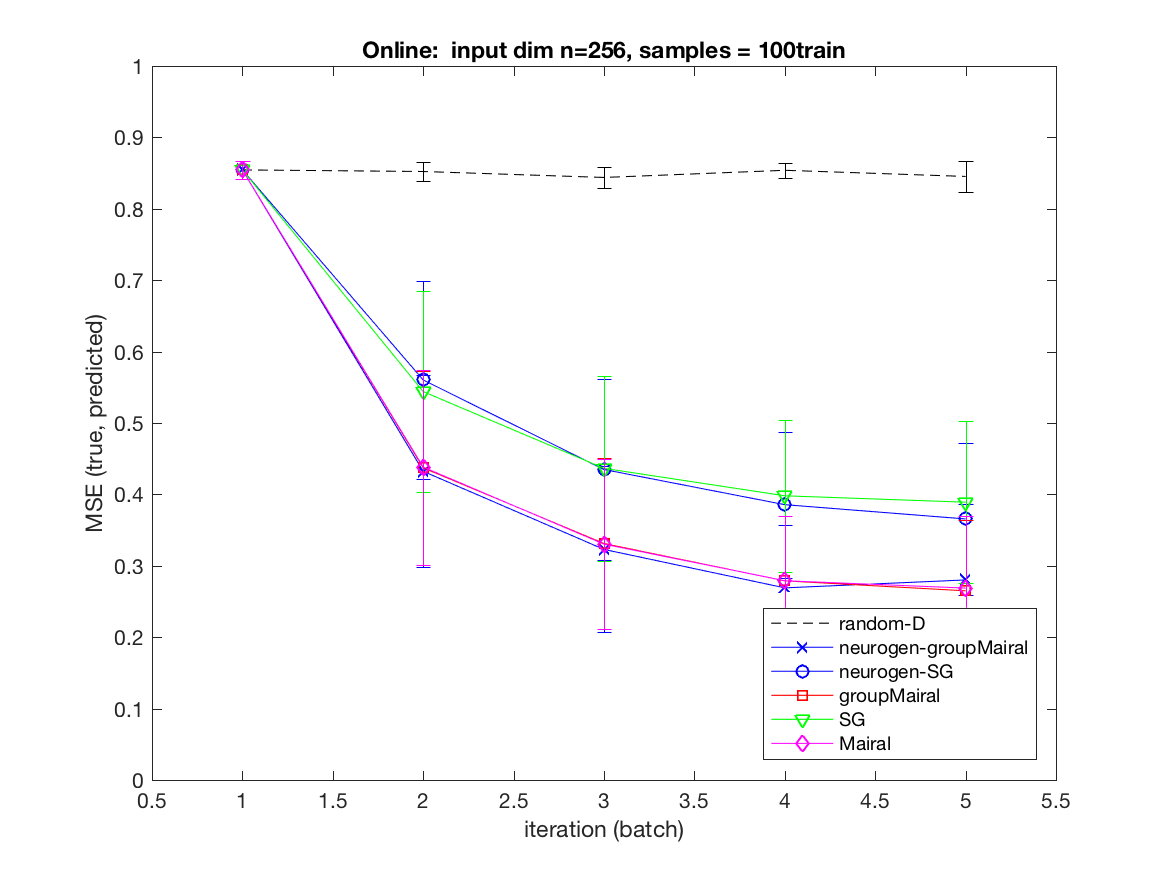 Online:  input dim n=256, samples = 100train
MSE (true, predicted)
1
0.9
0.8
0.7
0.6
0.5
0.4
0.3
0.2
0.1
0
random-D
neurogen-groupMairal
neurogen-SG
groupMairal
SG
Mairal
0.5 1 1.5 2 2.5 3 3.5 4 4.5 5 5.5
iteration (batch)